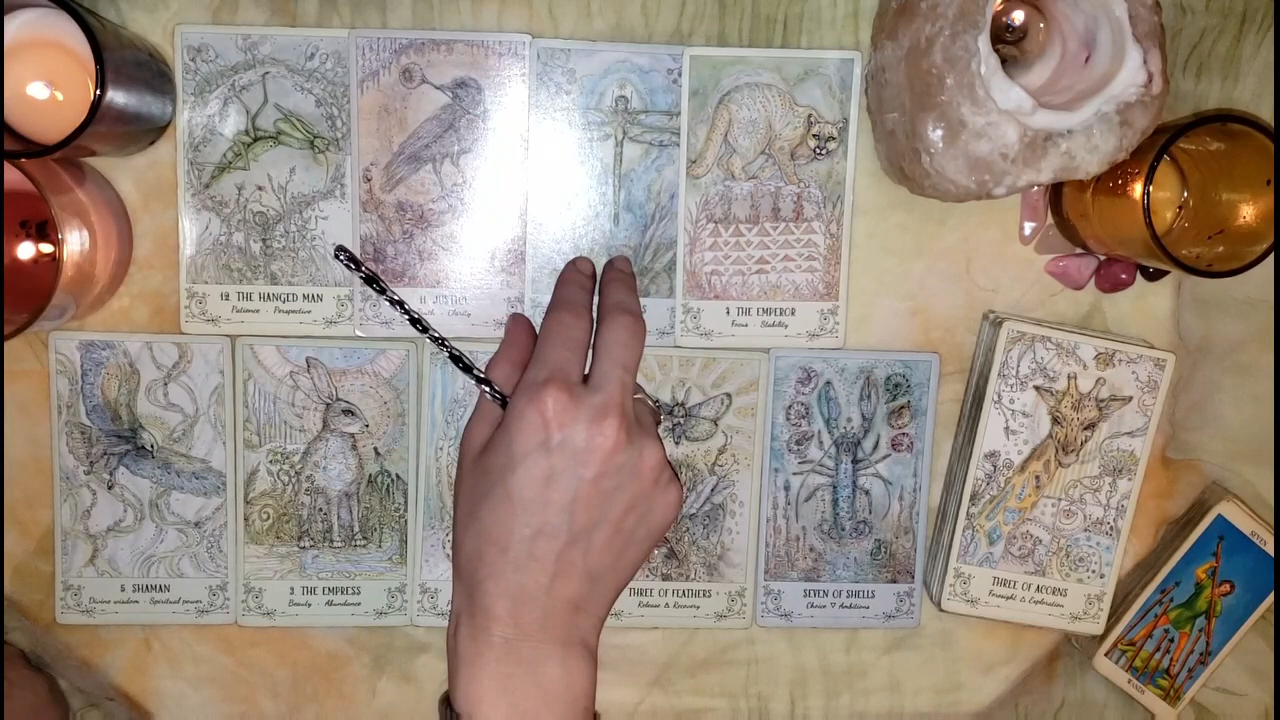 12. THE HANGED MAN
Patience · Perspective
11. JUSTICE
Truth · Clarity
4. THE EMPEROR
Focus · Stability
5. SHAMAN
Divine wisdom · Spiritual power
3. THE EMPRESS
Beauty · Abundance
THREE OF FEATHERS
Release △ Recovery
SEVEN OF SHELLS
Choice ▽ Ambitions
THREE OF ACORNS
Foresight △ Exploration
SEVEN
WANDS